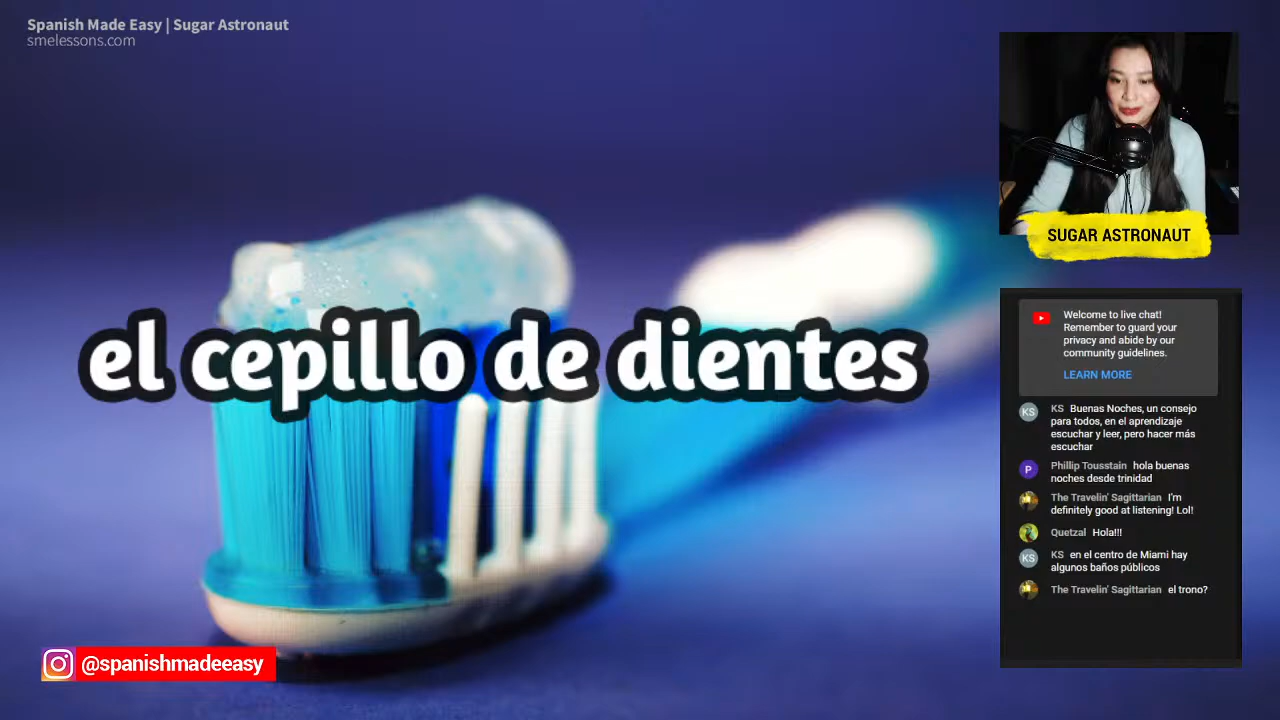 Spanish Made Easy | Sugar Astronaut
smelessons.com
el cepillo de dientes
@spanishmadeeasy
SUGAR ASTRONAUT
Welcome to live chat!
Remember to guard your
privacy and abide by our
community guidelines.
LEARN MORE
KS KS Buenas Noches, un consejo
para todos, en el aprendizaje
escuchar y leer, pero hacer más
escuchar
P Phillip Tousstain hola buenas
noches desde trinidad
The Travelin' Sagittarian I'm
definitely good at listening! Lol!
Quetzal Hola!!!
KS KS en el centro de Miami hay
algunos baños públicos
The Travelin' Sagittarian el trono?